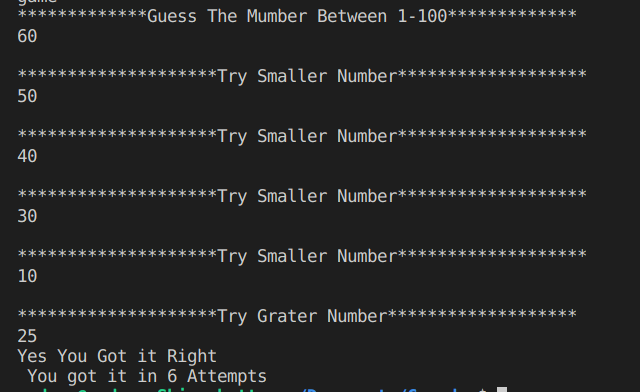 game
*************Guess The Mumber Between 1-100*************
60
********************Try Smaller Number*******************
50
********************Try Smaller Number*******************
40
********************Try Smaller Number*******************
30
********************Try Smaller Number*******************
10
********************Try Grater Number*******************
25
Yes You Got it Right
You got it in 6 Attempts